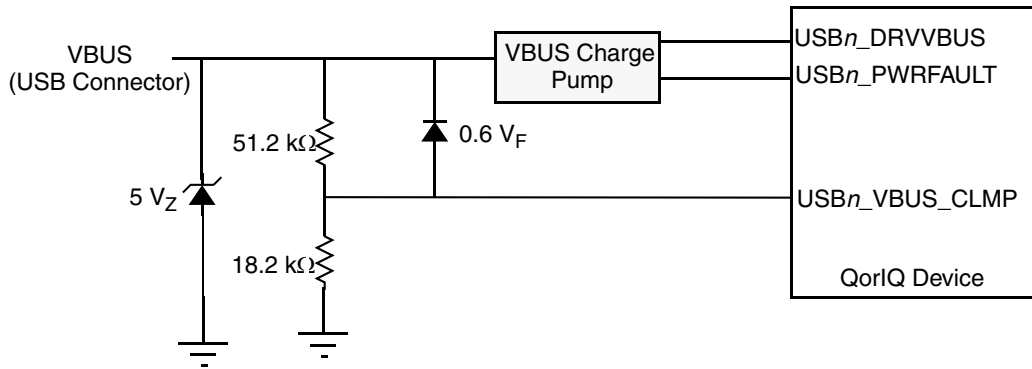 VBUS
(USB Connector)
VBUS Charge
Pump
USBn_DRVVBUS
USBn_PWRFAULT
51.2 kΩ
0.6 VF
5 VZ
USBn_VBUS_CLMP
18.2 kΩ
QorIQ Device